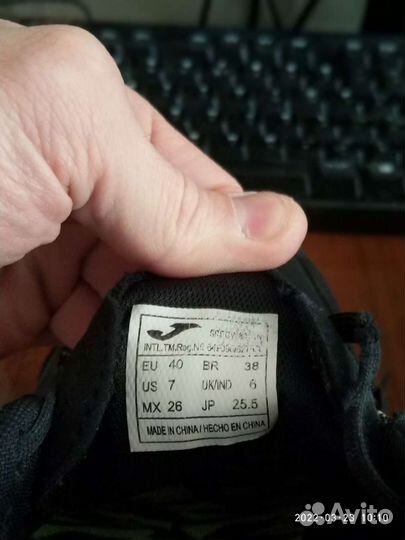 INTL.TM.Reg.Nº
EU 40 BR 38
US 7 UK/IND 6
MX 26 JP 25.5
MADE IN CHINA / HECHO EN CHINA
2022-03-23 10:10
Avito